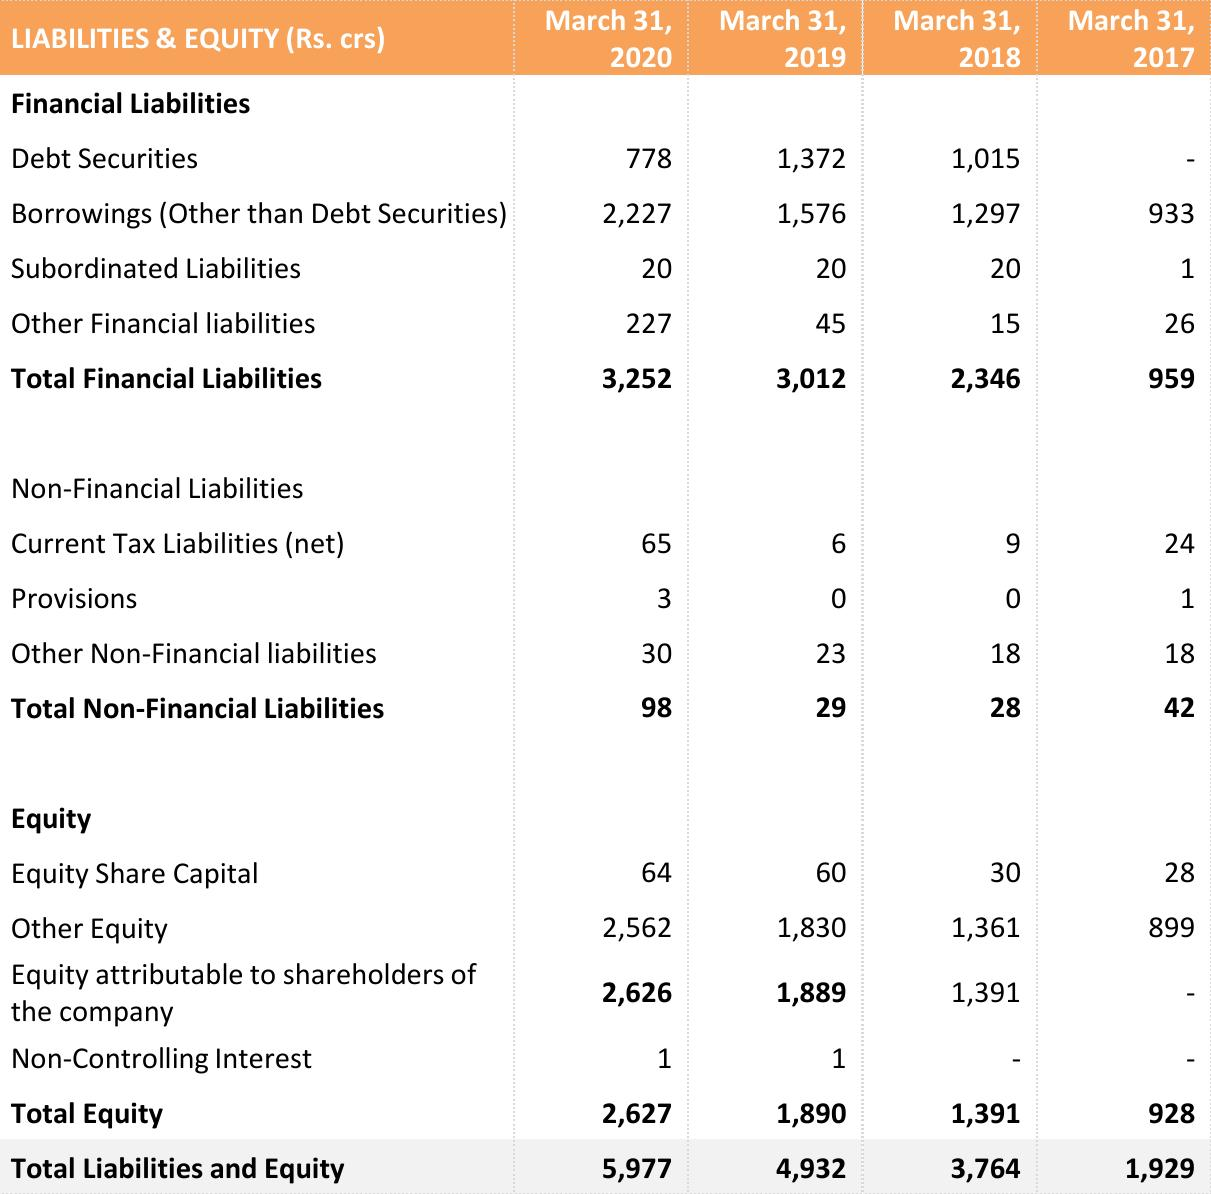 LIABILITIES & EQUITY (Rs. crs) March 31, 2020 March 31, 2019 March 31, 2018 March 31, 2017
Financial Liabilities
Debt Securities 778 1,372 1,015 -
Borrowings (Other than Debt Securities) 2,227 1,576 1,297 933
Subordinated Liabilities 20 20 20 1
Other Financial liabilities 227 45 15 26
Total Financial Liabilities 3,252 3,012 2,346 959
Non-Financial Liabilities
Current Tax Liabilities (net) 65 6 9 24
Provisions 3 0 0 1
Other Non-Financial liabilities 30 23 18 18
Total Non-Financial Liabilities 98 29 28 42
Equity
Equity Share Capital 64 60 30 28
Other Equity 2,562 1,830 1,361 899
Equity attributable to shareholders of
the company 2,626 1,889 1,391 -
Non-Controlling Interest 1 1 - -
Total Equity 2,627 1,890 1,391 928
Total Liabilities and Equity 5,977 4,932 3,764 1,929